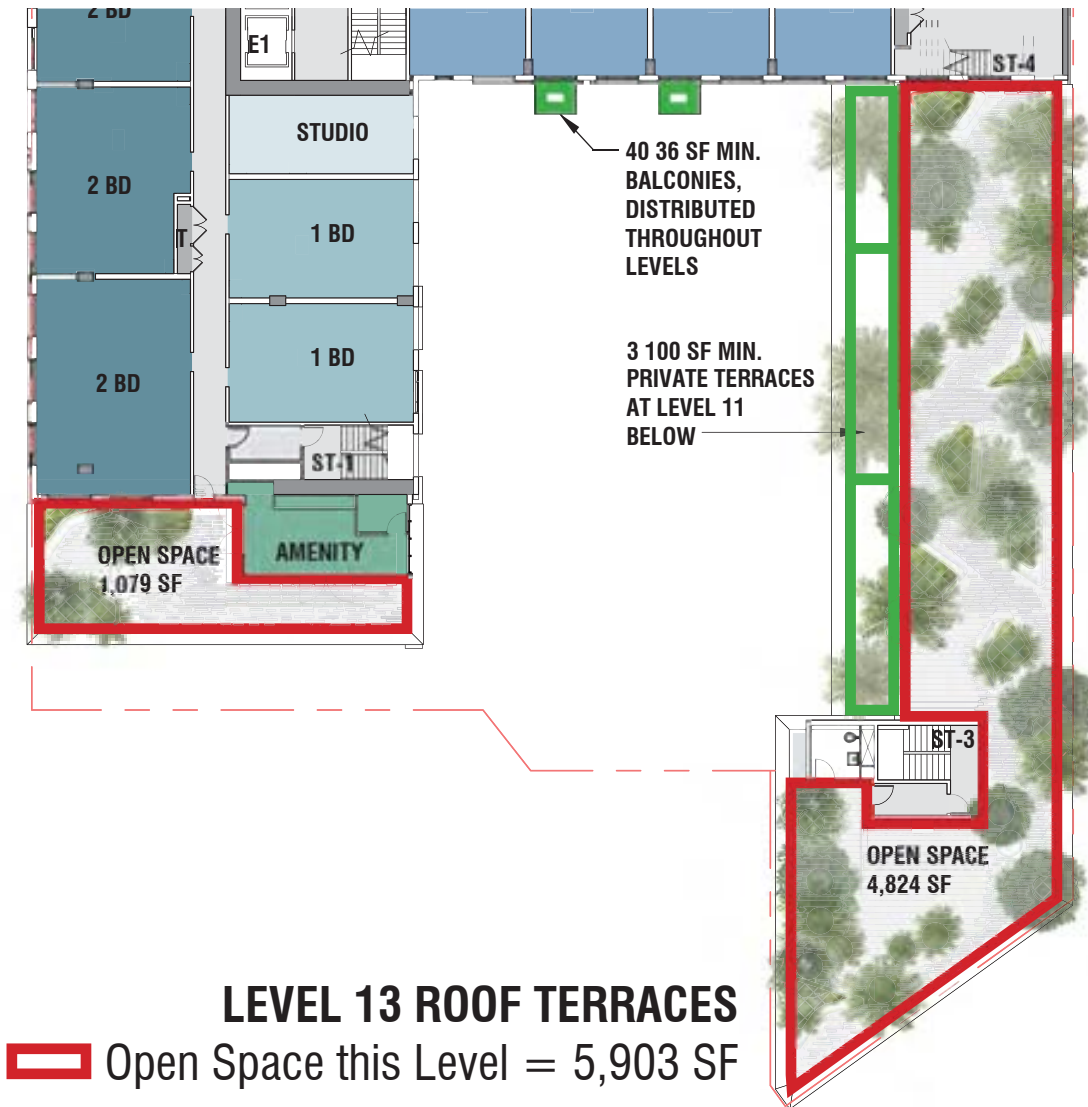 2 BD
E1
ST-4
STUDIO
2 BD
T
1 BD
40 36 SF MIN.
BALCONIES,
DISTRIBUTED
THROUGHOUT
LEVELS
1 BD
2 BD
3 100 SF MIN.
PRIVATE TERRACES
AT LEVEL 11
BELOW
ST-1
OPEN SPACE
1,079 SF
AMENITY
ST-3
OPEN SPACE
4,824 SF
LEVEL 13 ROOF TERRACES
Open Space this Level = 5,903 SF